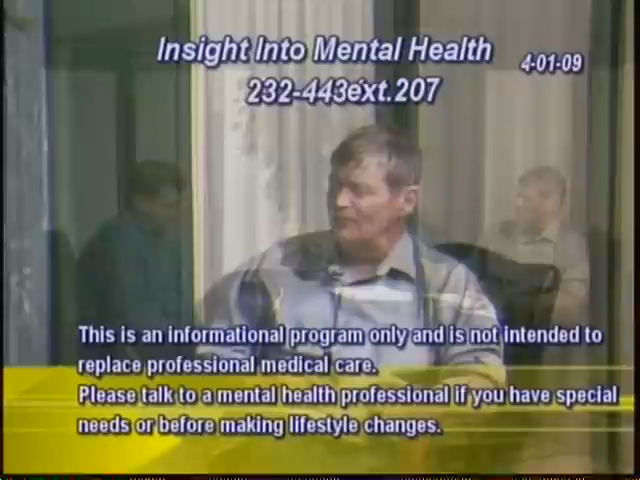 Insight Into Mental Health
4-01-09
232-443ext.207
This is an informational program only and is not intended to
replace professional medical care.
Please talk to a mental health professional if you have special
needs or before making lifestyle changes.